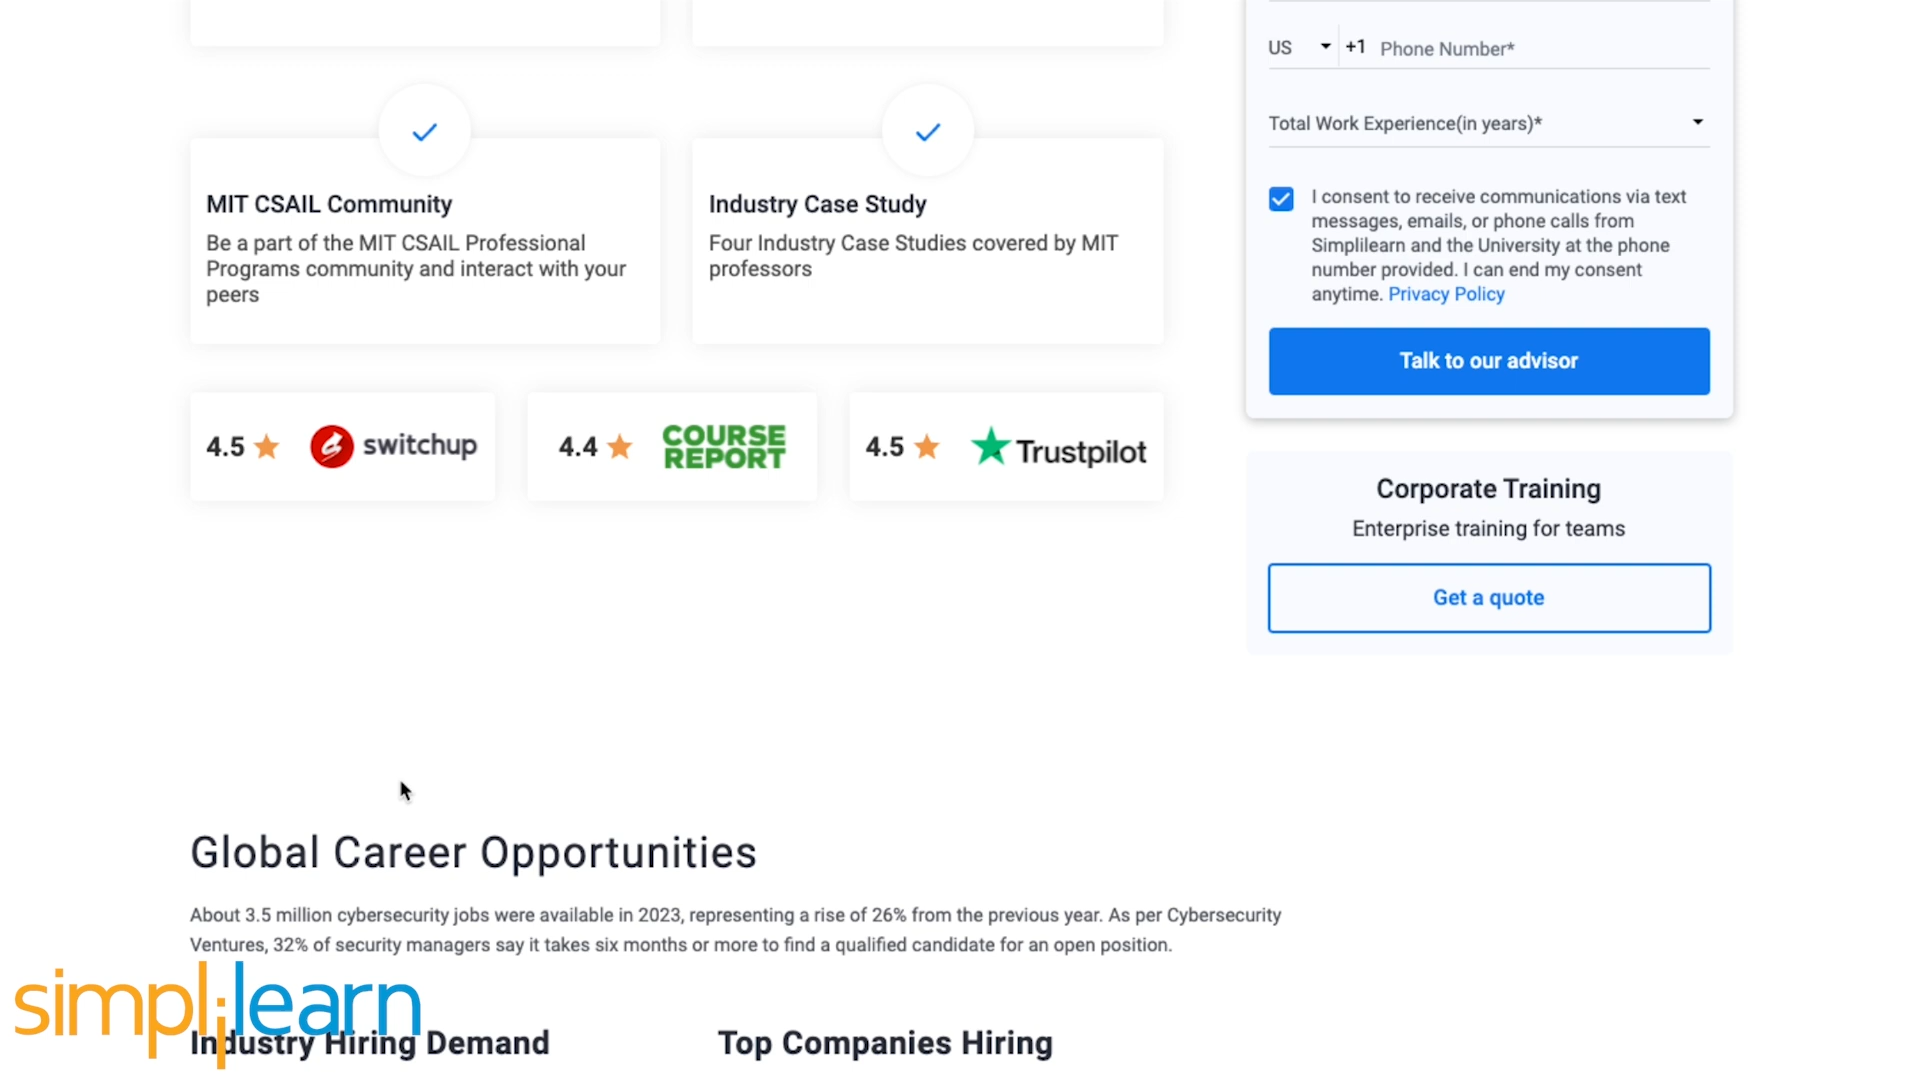 MIT CSAIL Community
Be a part of the MIT CSAIL Professional
Programs community and interact with your
peers
Industry Case Study
Four Industry Case Studies covered by MIT
professors
4.5 switchup
4.4 COURSE
REPORT
4.5 Trustpilot
US +1 Phone Number*
Total Work Experience(in years)*
I consent to receive communications via text
messages, emails, or phone calls from
Simplilearn and the University at the phone
number provided. I can end my consent
anytime. Privacy Policy
Talk to our advisor
Corporate Training
Enterprise training for teams
Get a quote
Global Career Opportunities
About 3.5 million cybersecurity jobs were available in 2023, representing a rise of 26% from the previous year. As per Cybersecurity
Ventures, 32% of security managers say it takes six months or more to find a qualified candidate for an open position.
simplilearn
Industry Hiring Demand
Top Companies Hiring